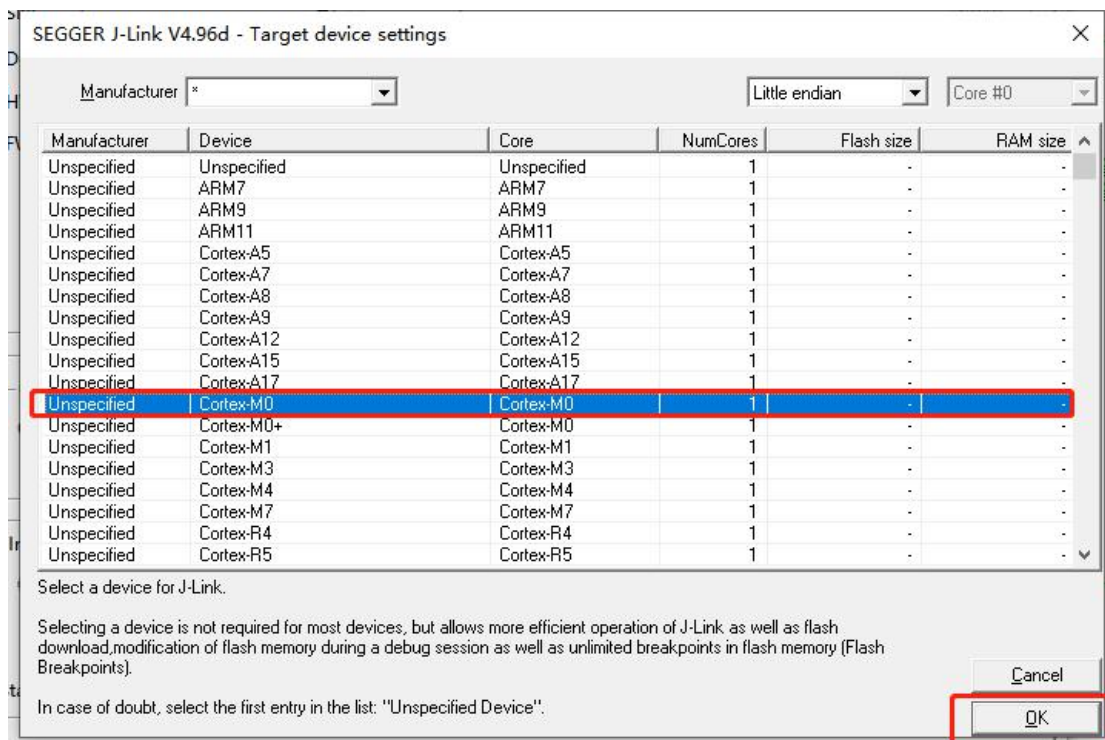 SEGGER J-Link V4.96d - Target device settings
Manufacturer * Little endian Core #0
Manufacturer Device Core NumCores Flash size RAM size
Unspecified Unspecified Unspecified 1 - -
Unspecified ARM7 ARM7 1 - -
Unspecified ARM9 ARM9 1 - -
Unspecified ARM11 ARM11 1 - -
Unspecified Cortex-A5 Cortex-A5 1 - -
Unspecified Cortex-A7 Cortex-A7 1 - -
Unspecified Cortex-A8 Cortex-A8 1 - -
Unspecified Cortex-A9 Cortex-A9 1 - -
Unspecified Cortex-A12 Cortex-A12 1 - -
Unspecified Cortex-A15 Cortex-A15 1 - -
Unspecified Cortex-A17 Cortex-A17 1 - -
Unspecified Cortex-M0 Cortex-M0 1 - -
Unspecified Cortex-M0+ Cortex-M0 1 - -
Unspecified Cortex-M1 Cortex-M1 1 - -
Unspecified Cortex-M3 Cortex-M3 1 - -
Unspecified Cortex-M4 Cortex-M4 1 - -
Unspecified Cortex-M7 Cortex-M7 1 - -
Unspecified Cortex-R4 Cortex-R4 1 - -
Unspecified Cortex-R5 Cortex-R5 1 - -
Select a device for J-Link.
Selecting a device is not required for most devices, but allows more efficient operation of J-Link as well as flash
download,modification of flash memory during a debug session as well as unlimited breakpoints in flash memory (Flash
Breakpoints).
Cancel
In case of doubt, select the first entry in the list: "Unspecified Device".
OK